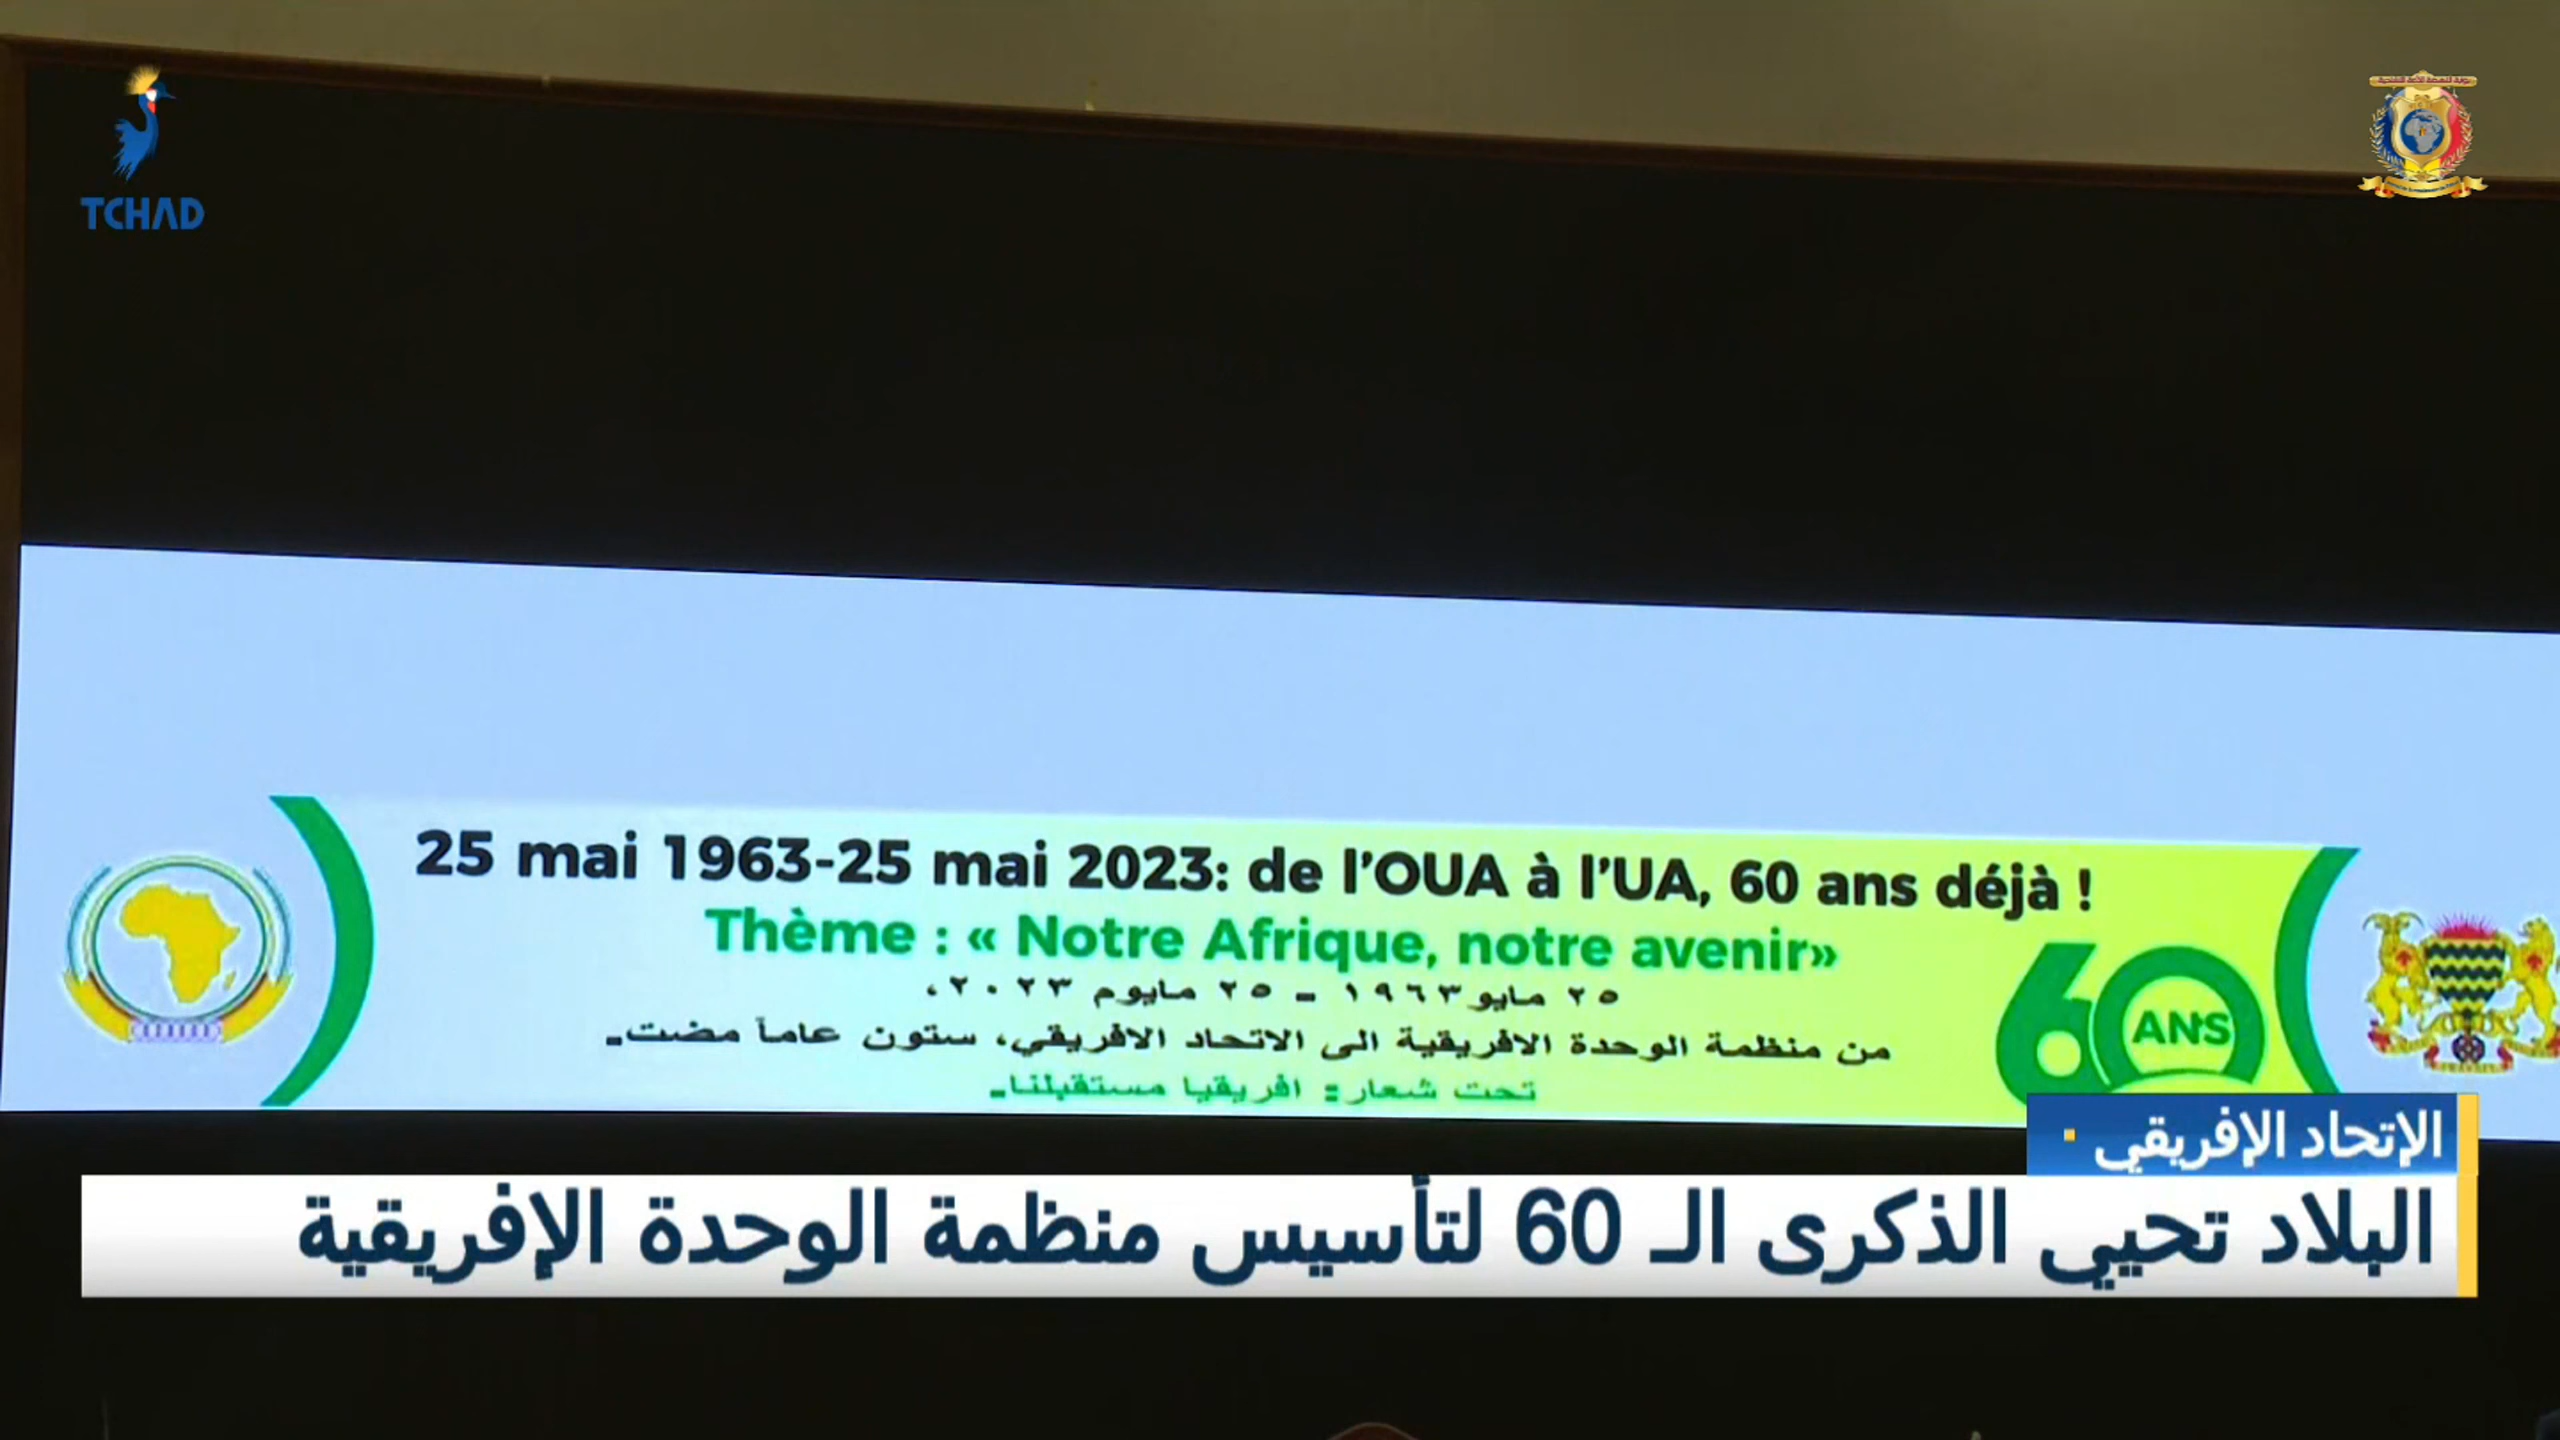 TCHAD
25 mai 1963-25 mai 2023: de l'OUA à l'UA, 60 ans déjà !
Thème : « Notre Afrique, notre avenir»
٢٥ مايو١٩٦٣ - ٢٥ مايوم ٢٠٢٣،
من منظمة الوحدة الافريقية الى الاتحاد الافريقي، ستون عاماً مضت-
تحت شعار: افريقيا مستقبلنا-
60 ANS
الإتحاد الإفريقي
البلاد تحيي الذكرى الـ 60 لتأسيس منظمة الوحدة الإفريقية